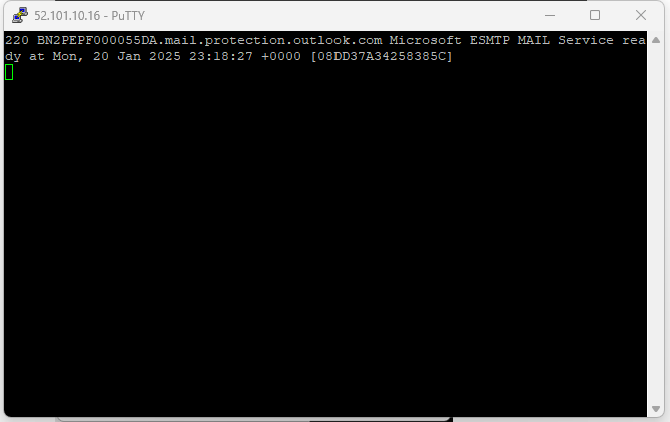 52.101.10.16 - PuTTY
220 BN2PEPF000055DA.mail.protection.outlook.com Microsoft ESMTP MAIL Service rea
dy at Mon, 20 Jan 2025 23:18:27 +0000 [08DD37A34258385C]